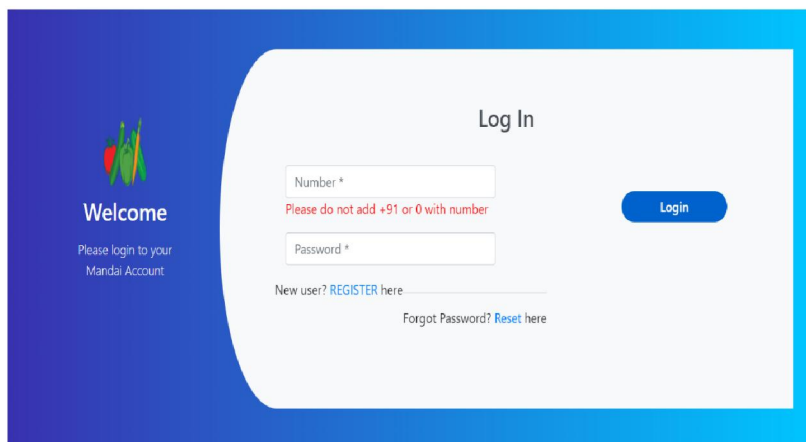 Log In
Number *
Please do not add +91 or 0 with number
Password *
New user? REGISTER here
Forgot Password? Reset here
Login
Welcome
Please login to your
Mandai Account